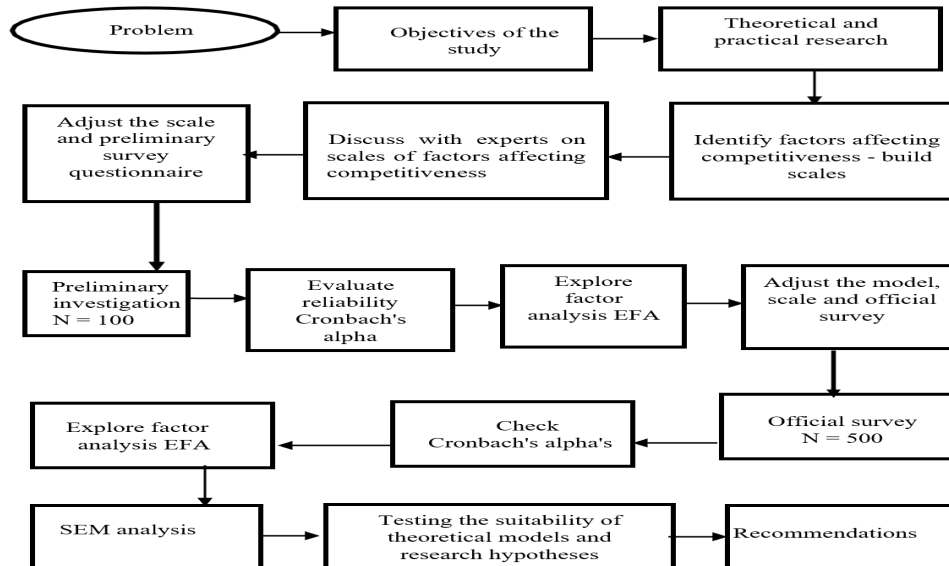 Problem
Objectives of the
study
Theoretical and
practical research
Adjust the scale
and preliminary
survey
questionnaire
Discuss with experts on
scales of factors affecting
competitiveness
Identify factors affecting
competitiveness - build
scales
Preliminary
investigation
N = 100
Evaluate
reliability
Cronbach's
alpha
Explore
factor
analysis EFA
Adjust the model,
scale and official
survey
Explore factor
analysis EFA
Check
Cronbach's alpha's
Official survey
N = 500
SEM analysis
Testing the suitability of
theoretical models and
research hypotheses
Recommendations